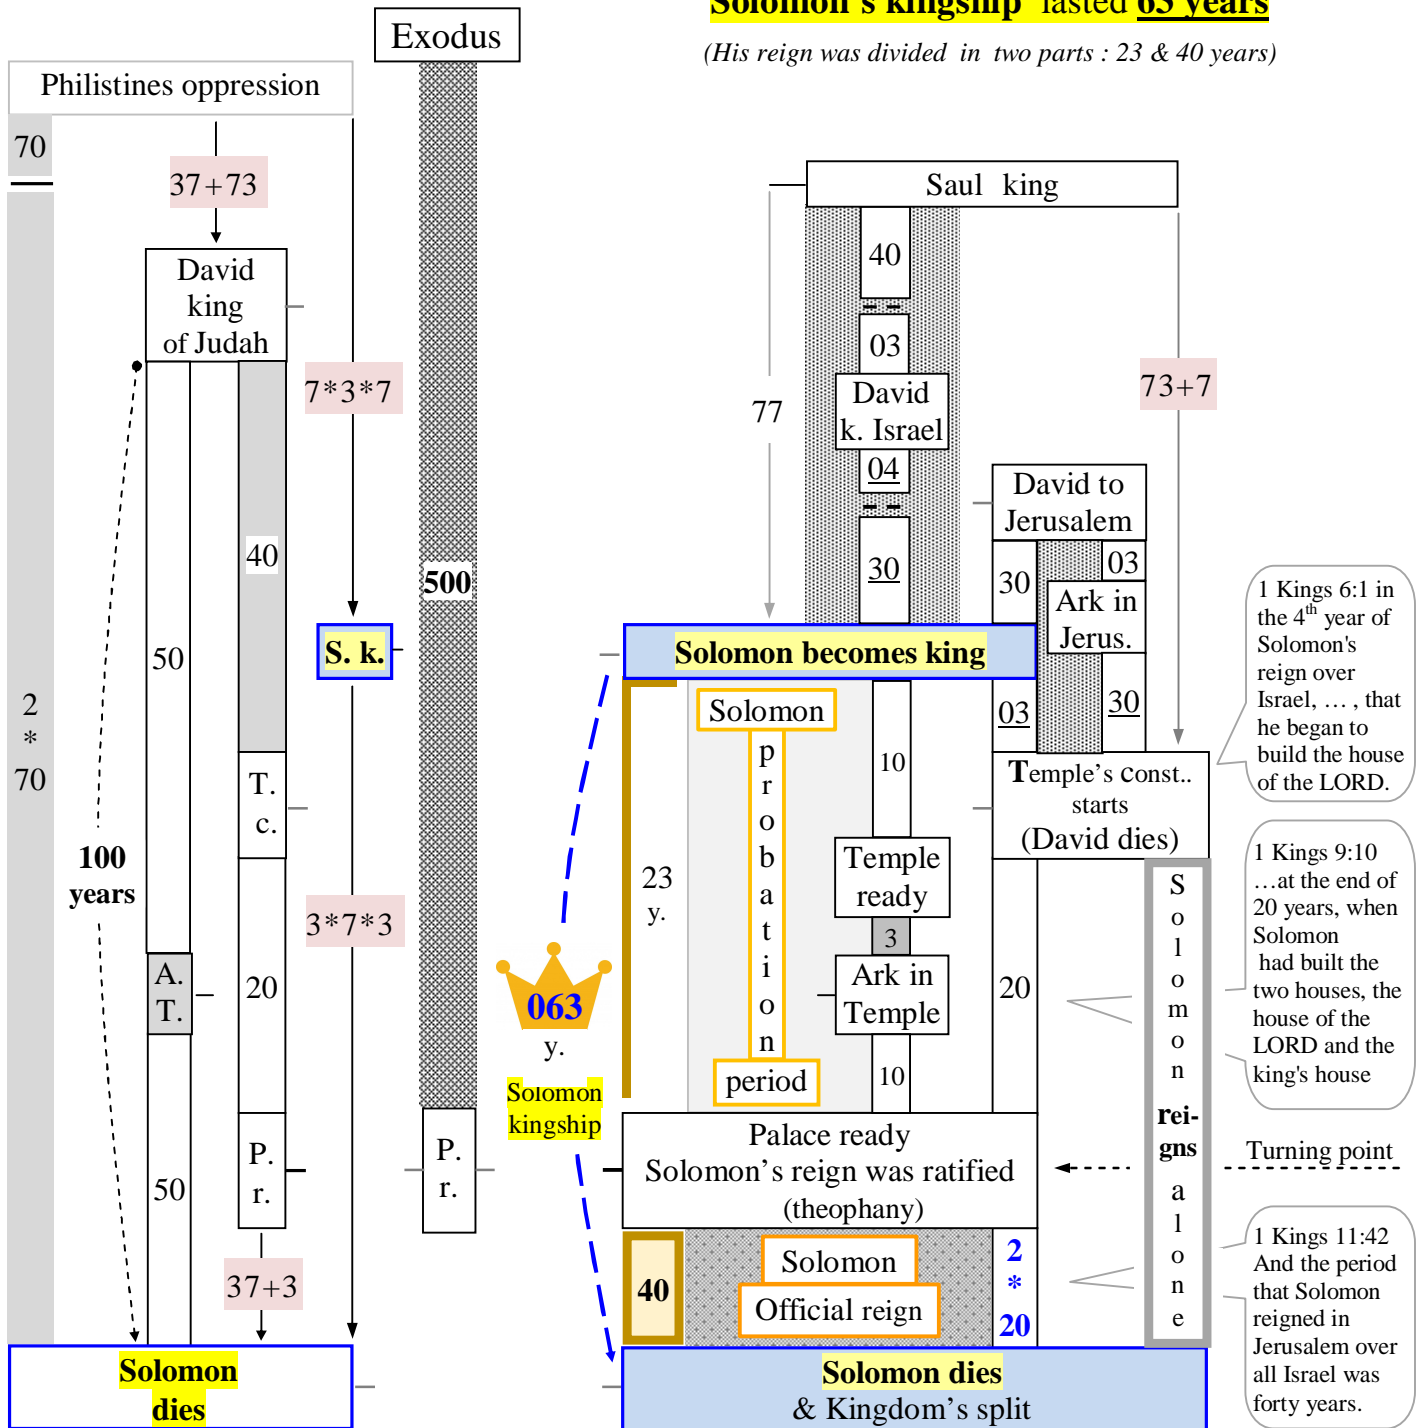 Solomon's kingship lasted 63 years
(His reign was divided in two parts : 23 & 40 years)
Exodus
Philistines oppression
70
37+73
Saul king
David
king
of Judah
40
03
David
k. Israel
04
30
77
73+7
7*3*7
40
500
50
David to
Jerusalem
30
03
Ark in
Jerus.
03
30
S. k.
Solomon becomes king
1 Kings 6:1 in
the 4th year of
Solomon's
reign over
Israel, … , that
he began to
build the house
of the LORD.
2
*
70
Solomon
p
r
o
b
a
t
i
o
n
period
10
T.
c.
Temple's const..
starts
(David dies)
Temple
ready
3
Ark in
Temple
10
23
y.
100
years
3*7*3
A.
T.
20
50
063
y.
Solomon
kingship
20
1 Kings 9:10
…at the end of
20 years, when
Solomon
had built the
two houses, the
house of the
LORD and the
king's house
S
o
l
o
m
o
n
rei-
gns
a
l
o
n
e
P.
r.
P.
r.
Palace ready
Solomon's reign was ratified
(theophany)
Turning point
37+3
40
Solomon
Official reign
2
*
20
1 Kings 11:42
And the period
that Solomon
reigned in
Jerusalem over
all Israel was
forty years.
Solomon
dies
Solomon dies
& Kingdom's split